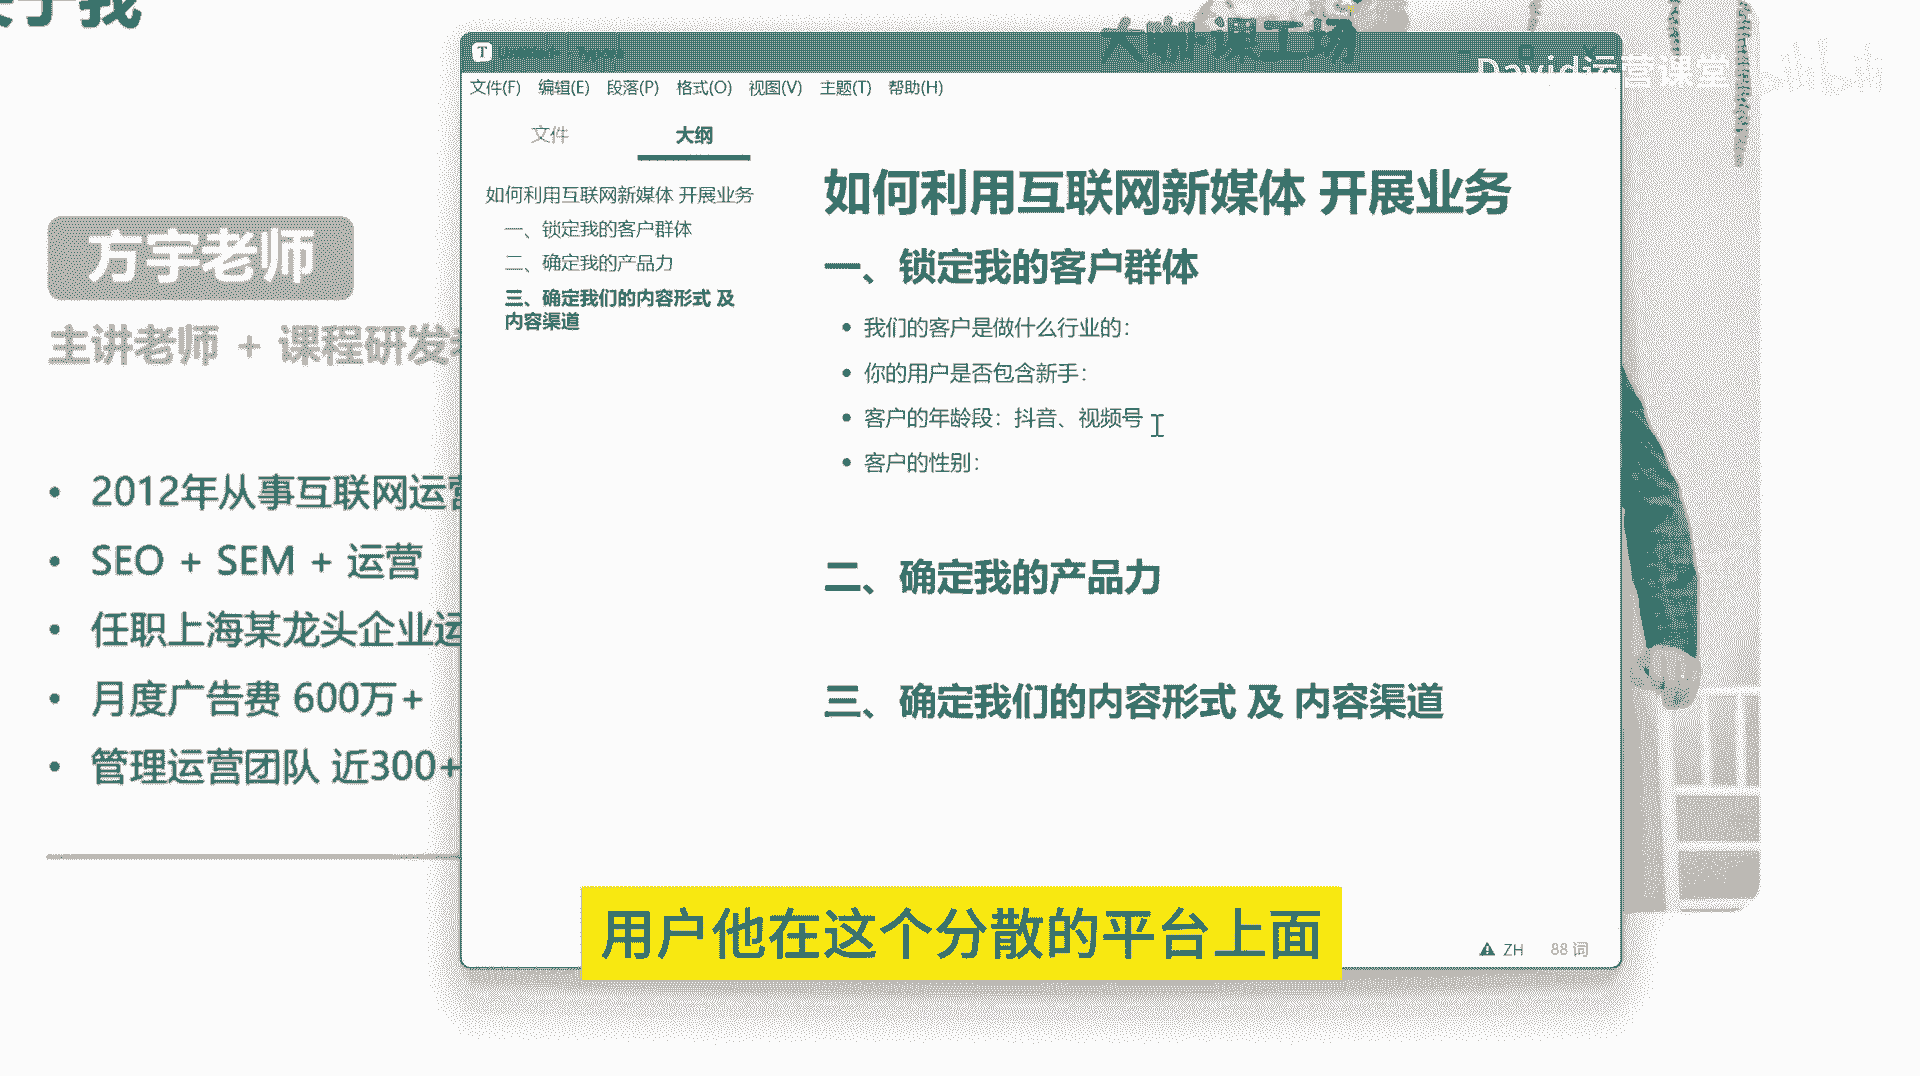 于我
大咖·课工场
David运营课堂
bilibili
方宇老师
主讲老师 + 课程研发
2012年从事互联网运营
SEO + SEM + 运营
任职上海某龙头企业运
月度广告费 600万+
管理运营团队 近300+
文件(F) 编辑(E) 段落(P) 格式(O) 视图(V) 主题(T) 帮助(H)
文件 大纲
如何利用互联网新媒体 开展业务
一、锁定我的客户群体
二、确定我的产品力
三、确定我们的内容形式 及
内容渠道
如何利用互联网新媒体 开展业务
一、锁定我的客户群体
我们的客户是做什么行业的：
你的用户是否包含新手：
客户的年龄段：抖音、视频号
客户的性别：
二、确定我的产品力
三、确定我们的内容形式 及 内容渠道
ZH 88 词
用户他在这个分散的平台上面